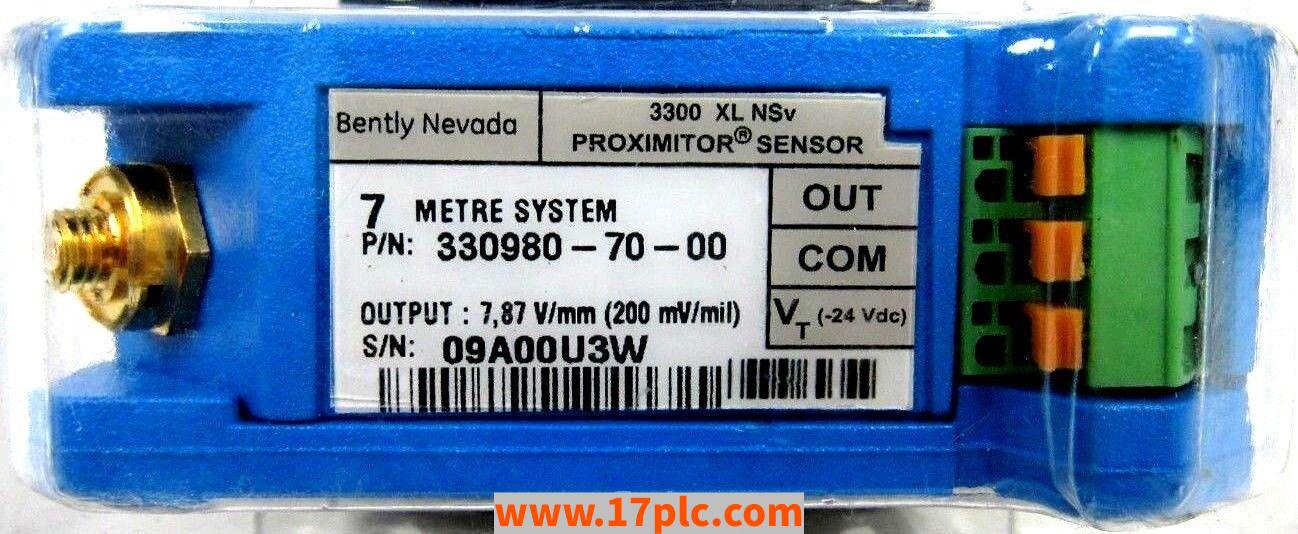 Bently Nevada
3300 XL NSv
PROXIMITOR® SENSOR
7 METRE SYSTEM
P/N: 330980-70-00
OUTPUT : 7,87 V/mm (200 mV/mil)
S/N: 09A00U3W
OUT
COM
VT (-24 Vdc)
www.17plc.com